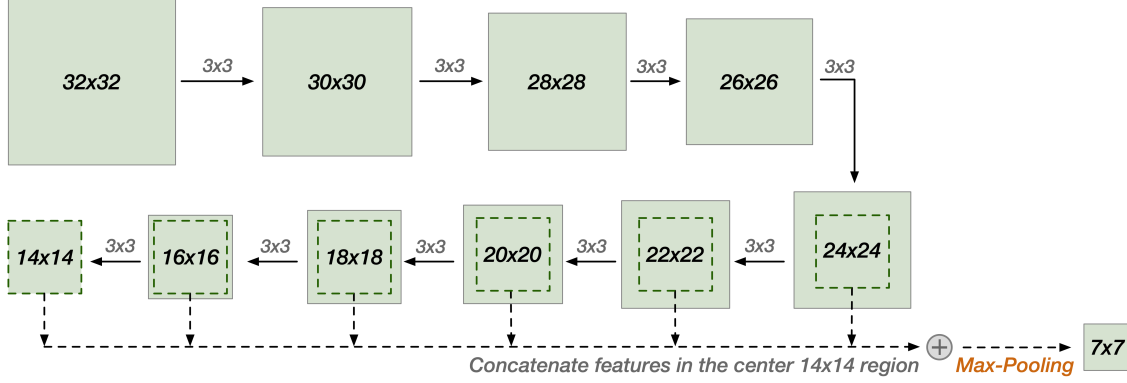 32x32
3x3
30x30
3x3
28x28
3x3
26x26
3x3
14x14
3x3
16x16
3x3
18x18
3x3
20x20
3x3
22x22
3x3
24x24
+
Concatenate features in the center 14x14 region
Max-Pooling
7x7